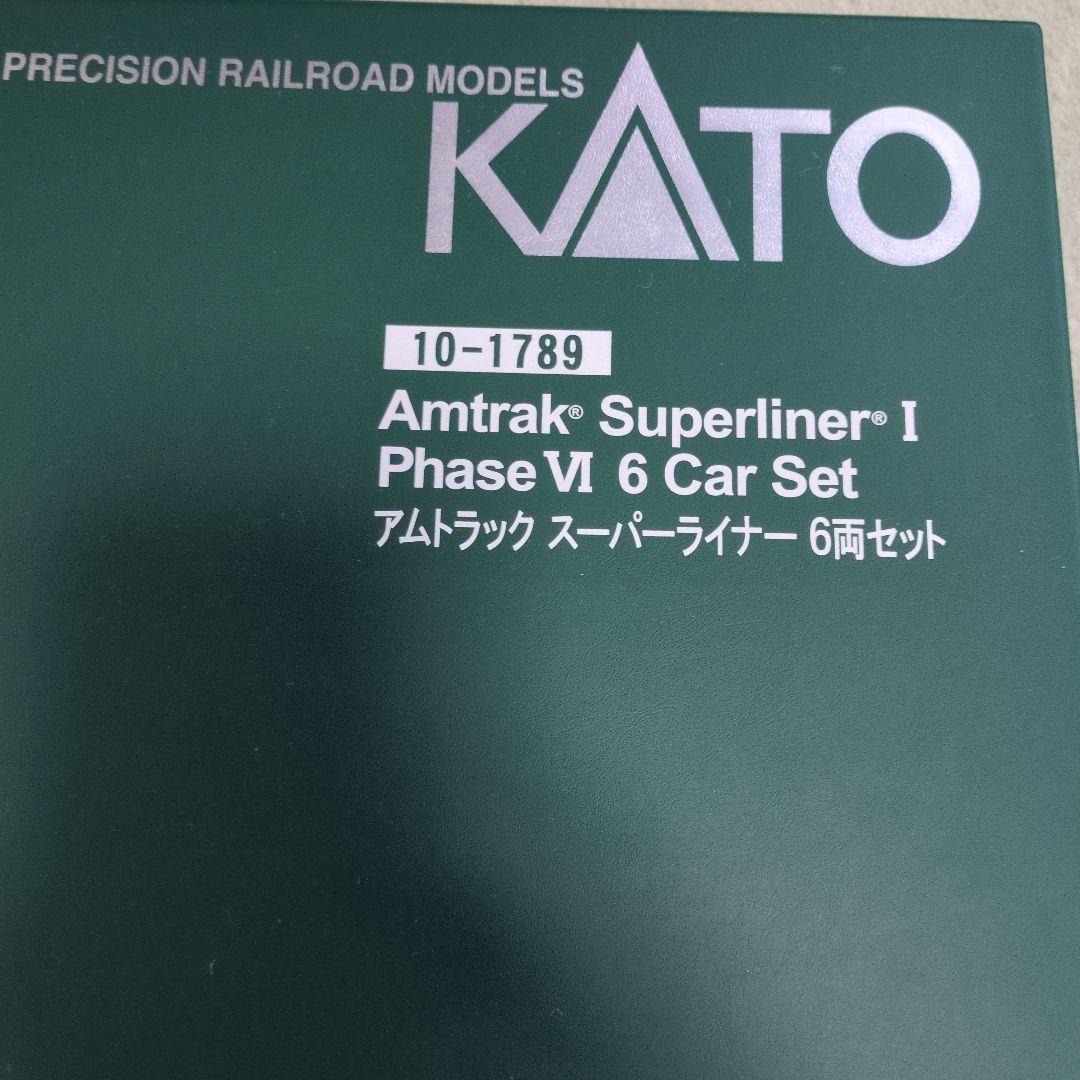 PRECISION RAILROAD MODELS
KATO
10-1789
Amtrak® Superliner® I
Phase VI 6 Car Set
アムトラック スーパーライナー 6両セット